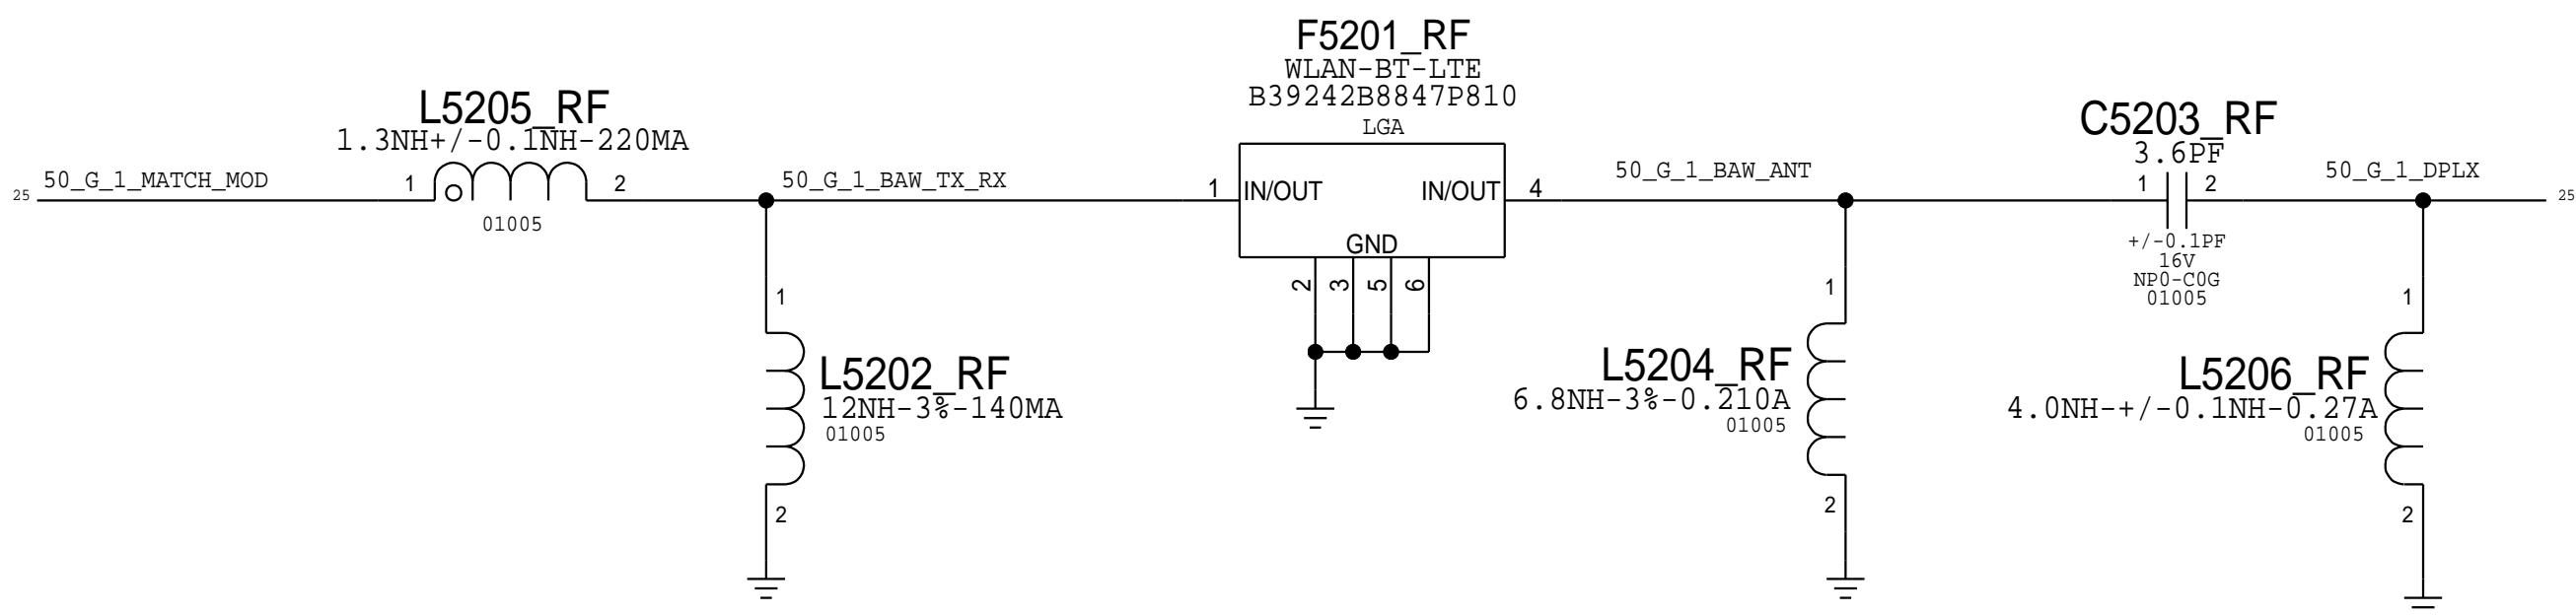 F5201_RF
WLAN-BT-LTE
B39242B8847P810
LGA
L5205_RF
1.3NH+/-0.1NH-220MA
C5203_RF
3.6PF
25
50_G_1_MATCH_MOD
1
2
01005
50_G_1_BAW_TX_RX
1
IN/OUT
IN/OUT
4
GND
2
3
5
6
50_G_1_BAW_ANT
1
2
+/-0.1PF
16V
NP0-C0G
01005
50_G_1_DPLX
25
1
L5202_RF
12NH-3%-140MA
01005
2
1
L5204_RF
6.8NH-3%-0.210A
01005
2
1
L5206_RF
4.0NH-+/-0.1NH-0.27A
01005
2